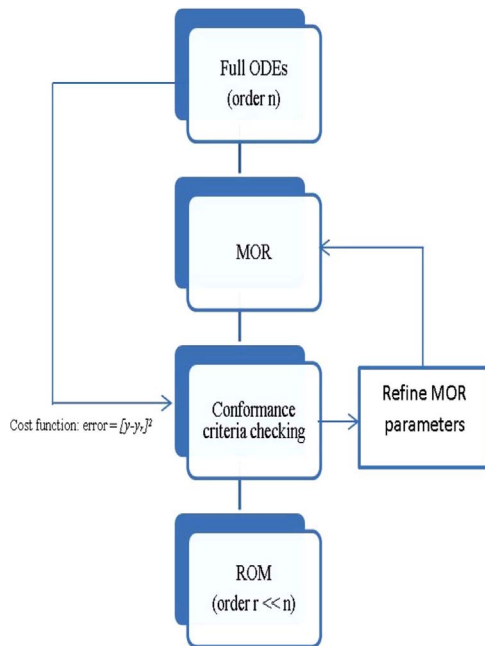 Full ODEs
(order n)
MOR
Conformance
criteria checking
Cost function: error = [y-yᵣ]²
Refine MOR
parameters
ROM
(order r << n)